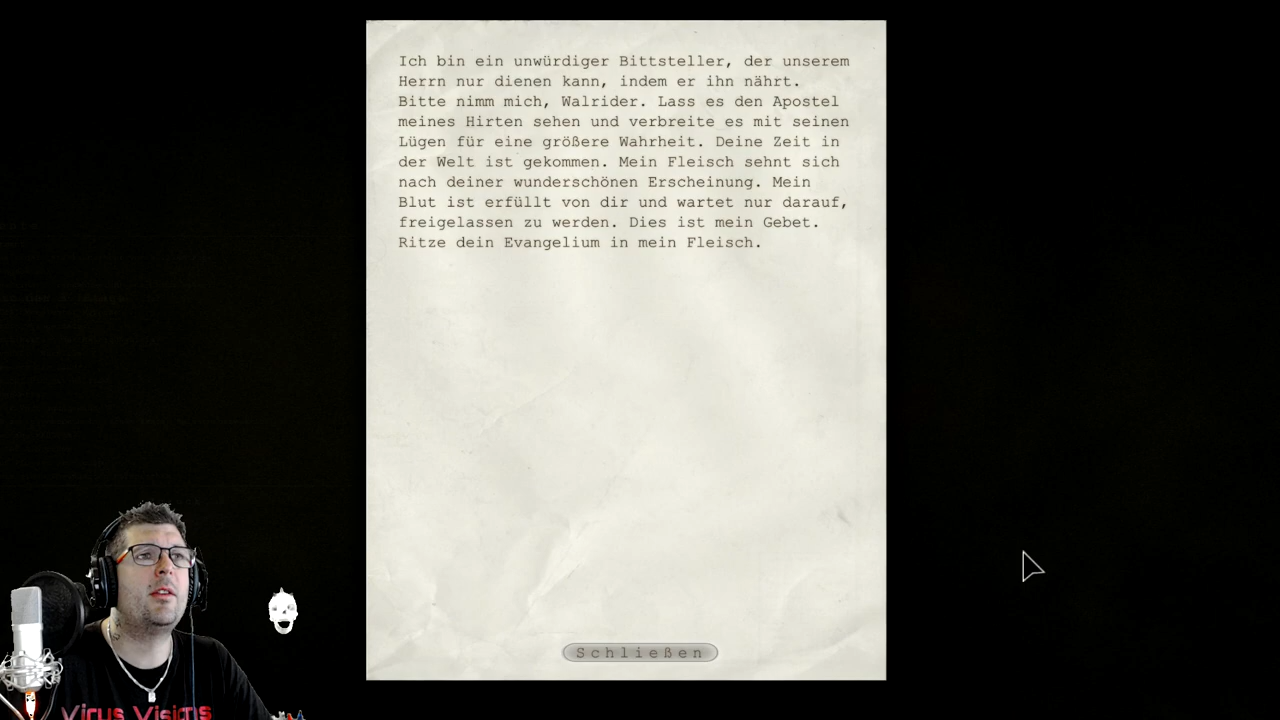 Ich bin ein unwürdiger Bittsteller, der unserem
Herrn nur dienen kann, indem er ihn nährt.
Bitte nimm mich, Walrider. Lass es den Apostel
meines Hirten sehen und verbreite es mit seinen
Lügen für eine größere Wahrheit. Deine Zeit in
der Welt ist gekommen. Mein Fleisch sehnt sich
nach deiner wunderschönen Erscheinung. Mein
Blut ist erfüllt von dir und wartet nur darauf,
freigelassen zu werden. Dies ist mein Gebet.
Ritze dein Evangelium in mein Fleisch.
Schließen
Virus Visions